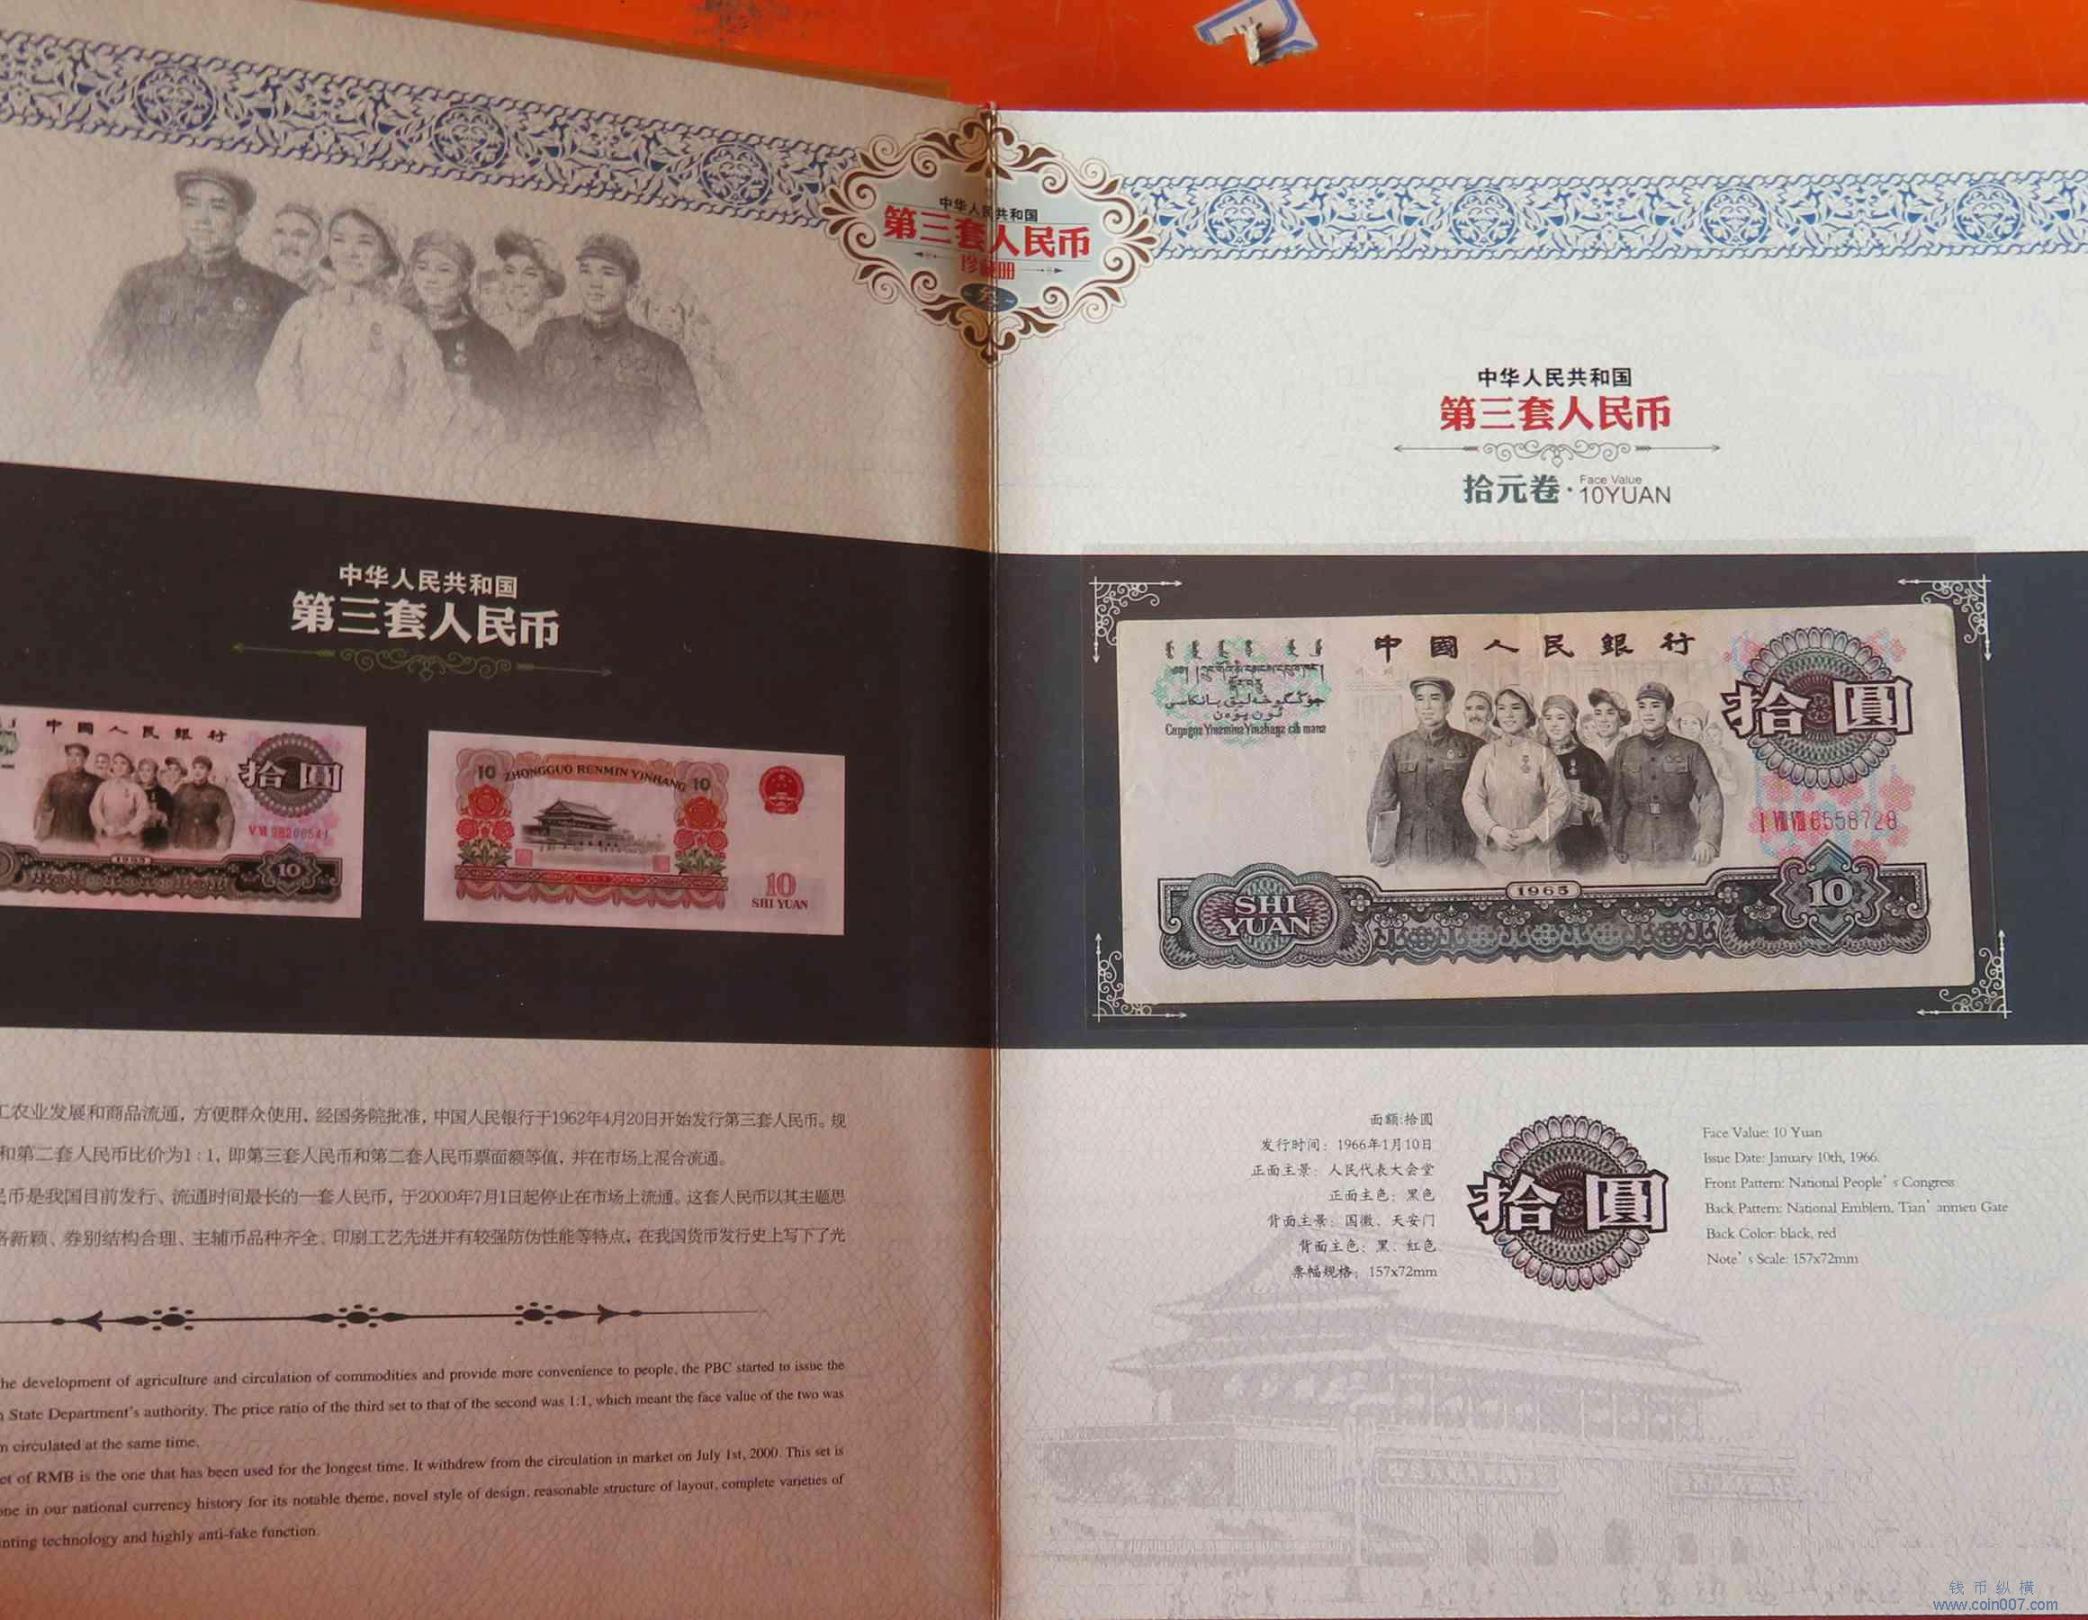 中华人民共和国
第三套人民币
珍藏册
叁
中华人民共和国
第三套人民币
中國人民銀行
拾圓
1965
10
10 ZHONGGUO RENMIN YINHANG 10
10
SHI YUAN
工农业发展和商品流通，方便群众使用，经国务院批准，中国人民银行于1962年4月20日开始发行第三套人民币。规
和第二套人民币比价为1：1，即第三套人民币和第二套人民币票面额等值，并在市场上混合流通。
民币是我国目前发行、流通时间最长的一套人民币，于2000年7月1日起停止在市场上流通。这套人民币以其主题思
新颖、券别结构合理、主辅币品种齐全、印刷工艺先进并有较强防伪性能等特点，在我国货币发行史上写下了光
he development of agriculture and circulation of commodities and provide more convenience to people, the PBC started to issue the
State Department's authority. The price ratio of the third set to that of the second was 1:1, which meant the face value of the two was
circulated at the same time.
et of RMB is the one that has been used for the longest time. It withdrew from the circulation in market on July 1st, 2000. This set is
one in our national currency history for its notable theme, novel style of design, reasonable structure of layout, complete varieties of
inting technology and highly anti-fake function.
中华人民共和国
第三套人民币
拾元卷·Face Value 10YUAN
中國人民銀行
拾圓
I VIII VIII 6558728
1965
SHI
YUAN
10
面额:拾圆
发行时间：1966年1月10日
正面主景：人民代表大会堂
正面主色：黑色
背面主景：国徽、天安门
背面主色：黑、红色
票幅规格：157x72mm
拾圓
Face Value: 10 Yuan
Issue Date: January 10th, 1966.
Front Pattern: National People's Congress
Back Pattern: National Emblem, Tian'anmen Gate
Back Color: black, red
Note's Scale: 157x72mm
钱币纵横
www.coin007.com